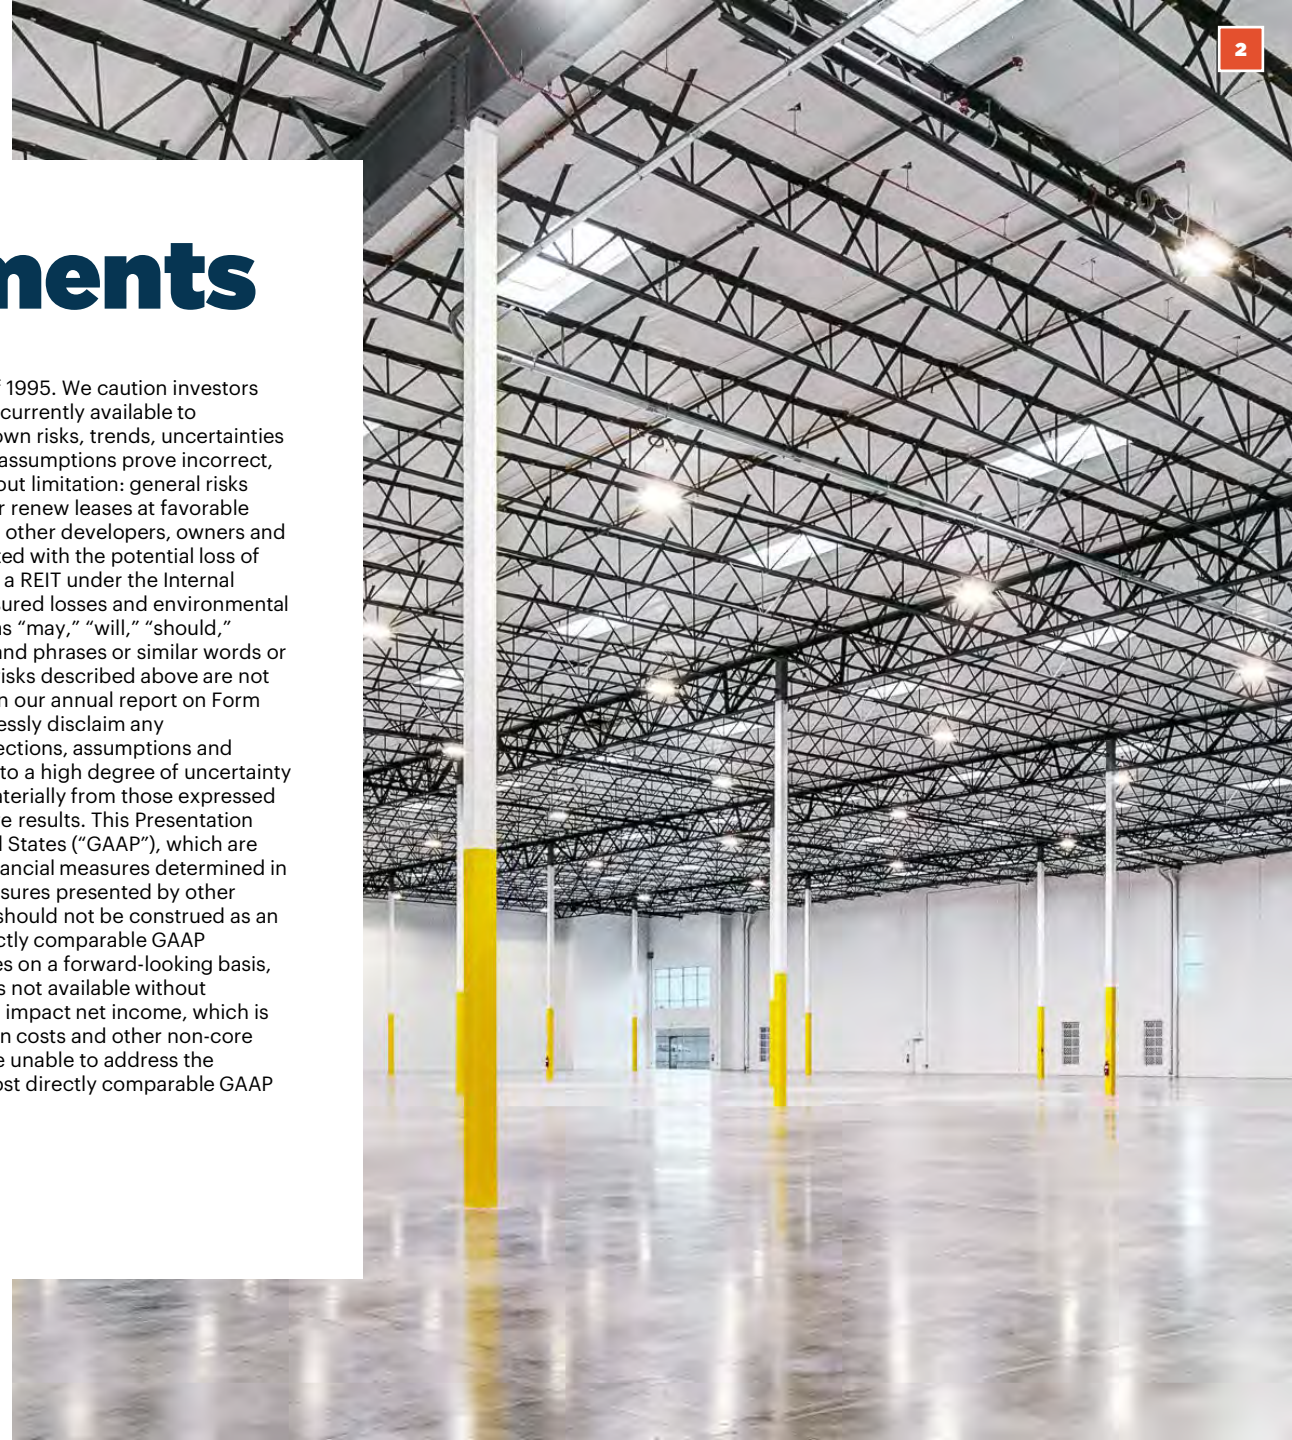 2
ments
1995. We caution investors
currently available to
own risks, trends, uncertainties
assumptions prove incorrect,
out limitation: general risks
r renew leases at favorable
other developers, owners and
ted with the potential loss of
a REIT under the Internal
sured losses and environmental
as “may,” “will,” “should,”
and phrases or similar words or
isks described above are not
n our annual report on Form
essly disclaim any
ections, assumptions and
to a high degree of uncertainty
aterially from those expressed
e results. This Presentation
d States (“GAAP”), which are
ancial measures determined in
sures presented by other
should not be construed as an
ctly comparable GAAP
es on a forward-looking basis,
s not available without
impact net income, which is
n costs and other non-core
e unable to address the
ost directly comparable GAAP